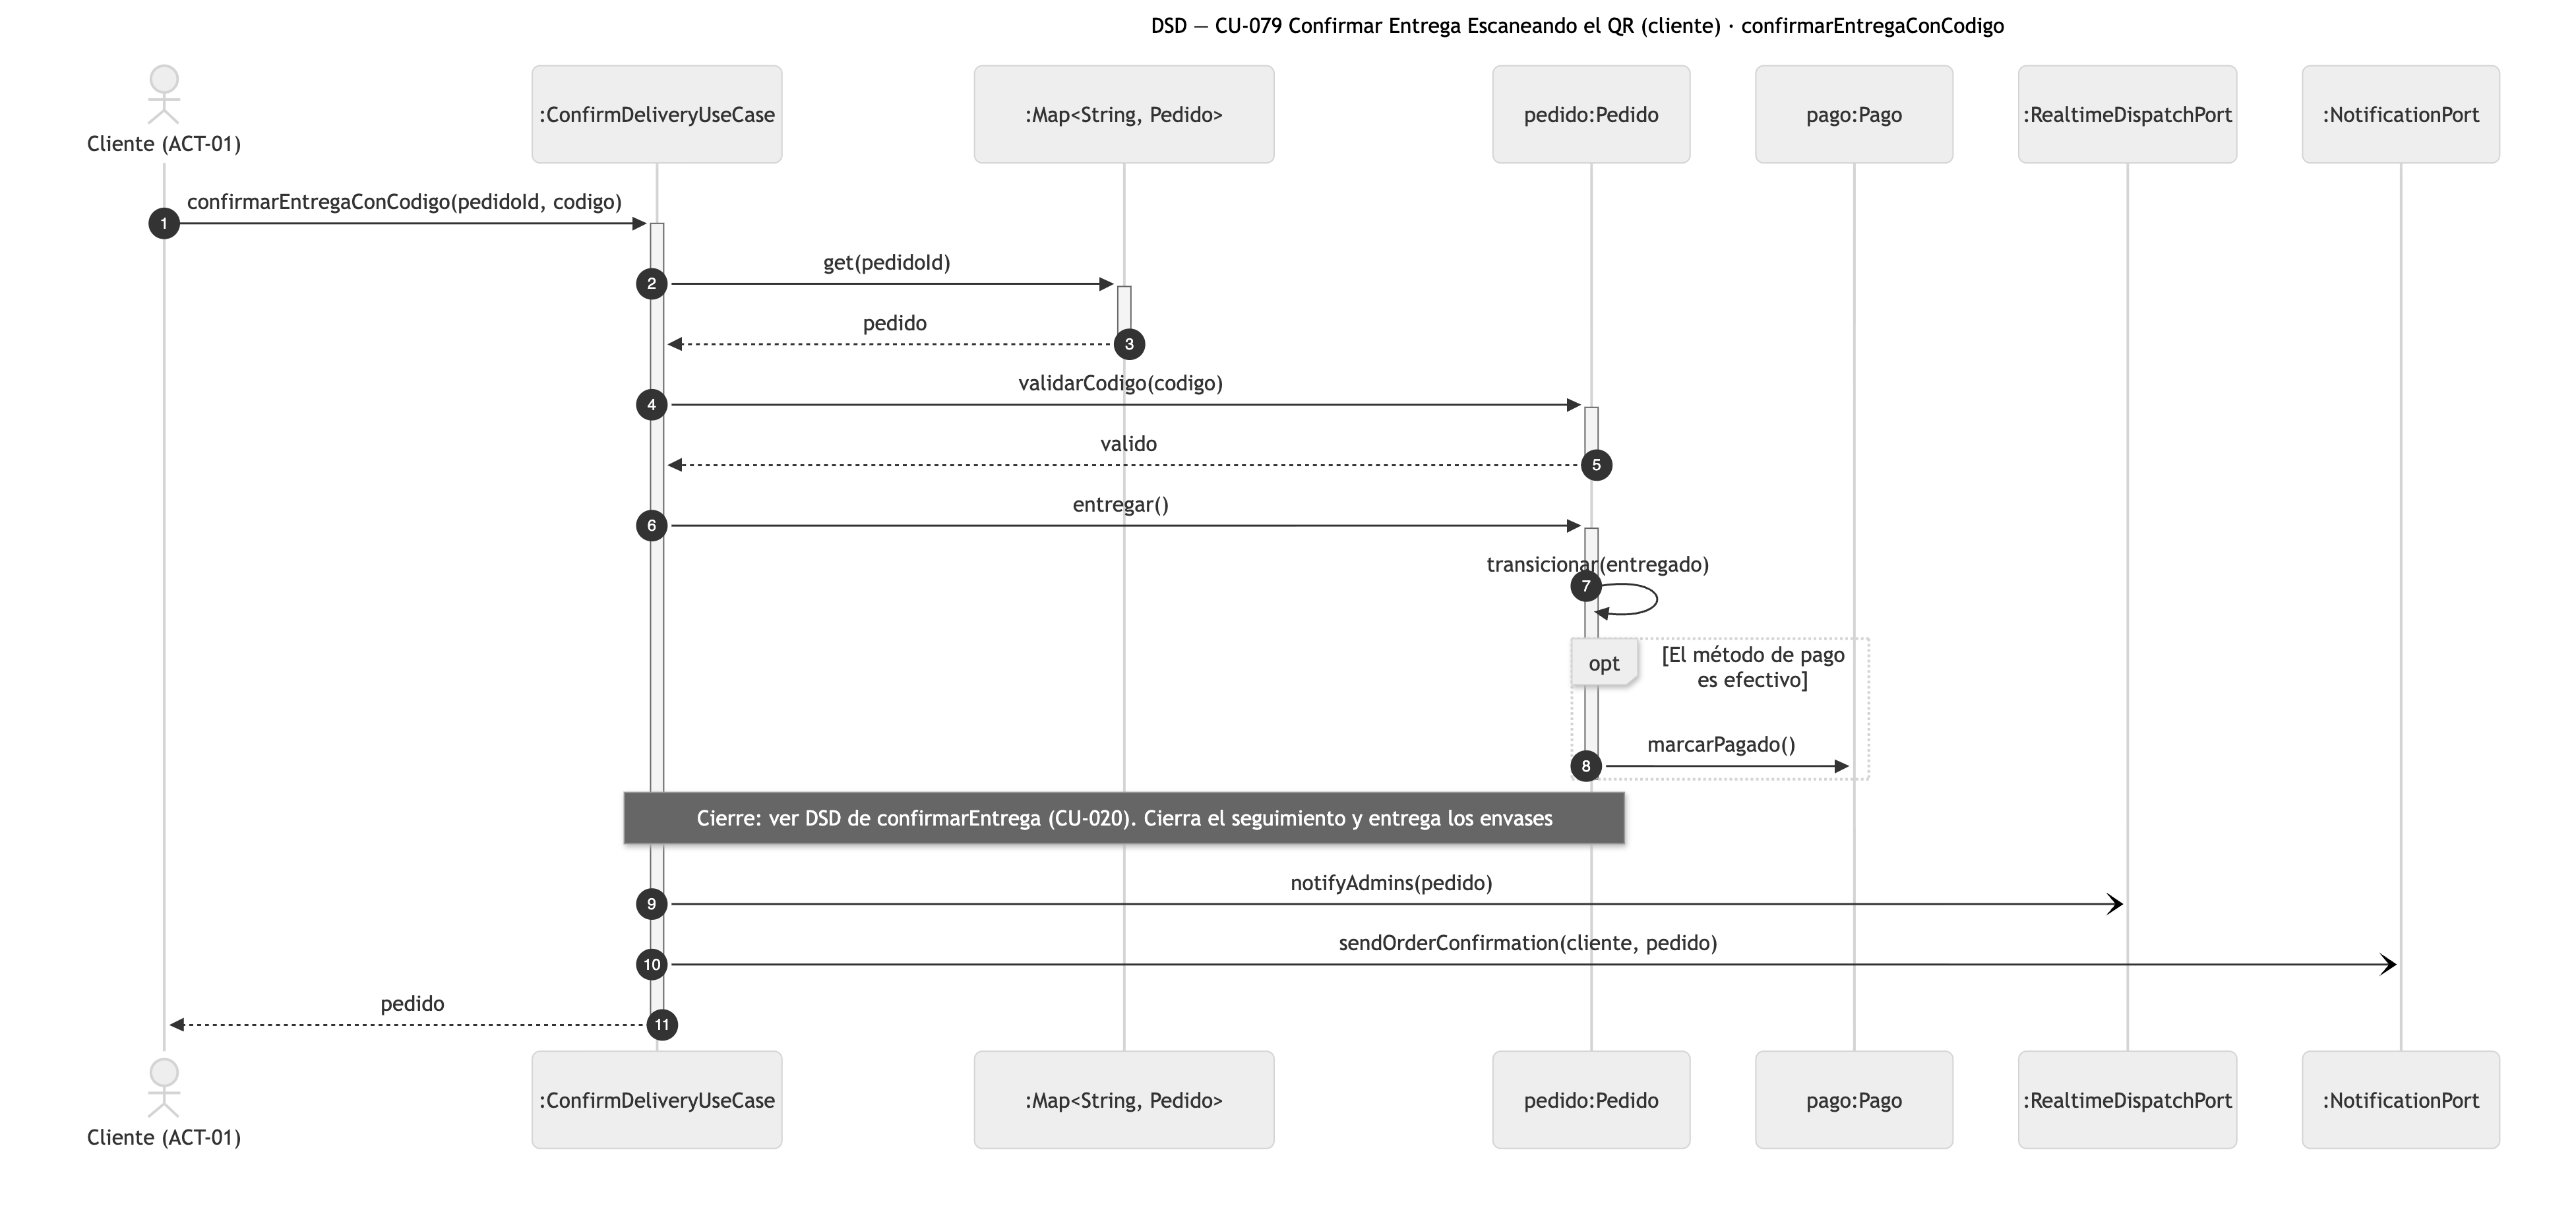 DSD — CU-079 Confirmar Entrega Escaneando el QR (cliente) · confirmarEntregaConCodigo
Cliente (ACT-01)
:ConfirmDeliveryUseCase
:Map<String, Pedido>
pedido:Pedido
pago:Pago
:RealtimeDispatchPort
:NotificationPort
confirmarEntregaConCodigo(pedidoId, codigo)
1
get(pedidoId)
2
pedido
3
validarCodigo(codigo)
4
valido
5
entregar()
6
transicionar(entregado)
7
opt
[El método de pago
es efectivo]
marcarPagado()
8
Cierre: ver DSD de confirmarEntrega (CU-020). Cierra el seguimiento y entrega los envases
notifyAdmins(pedido)
9
sendOrderConfirmation(cliente, pedido)
10
pedido
11
Cliente (ACT-01)
:ConfirmDeliveryUseCase
:Map<String, Pedido>
pedido:Pedido
pago:Pago
:RealtimeDispatchPort
:NotificationPort